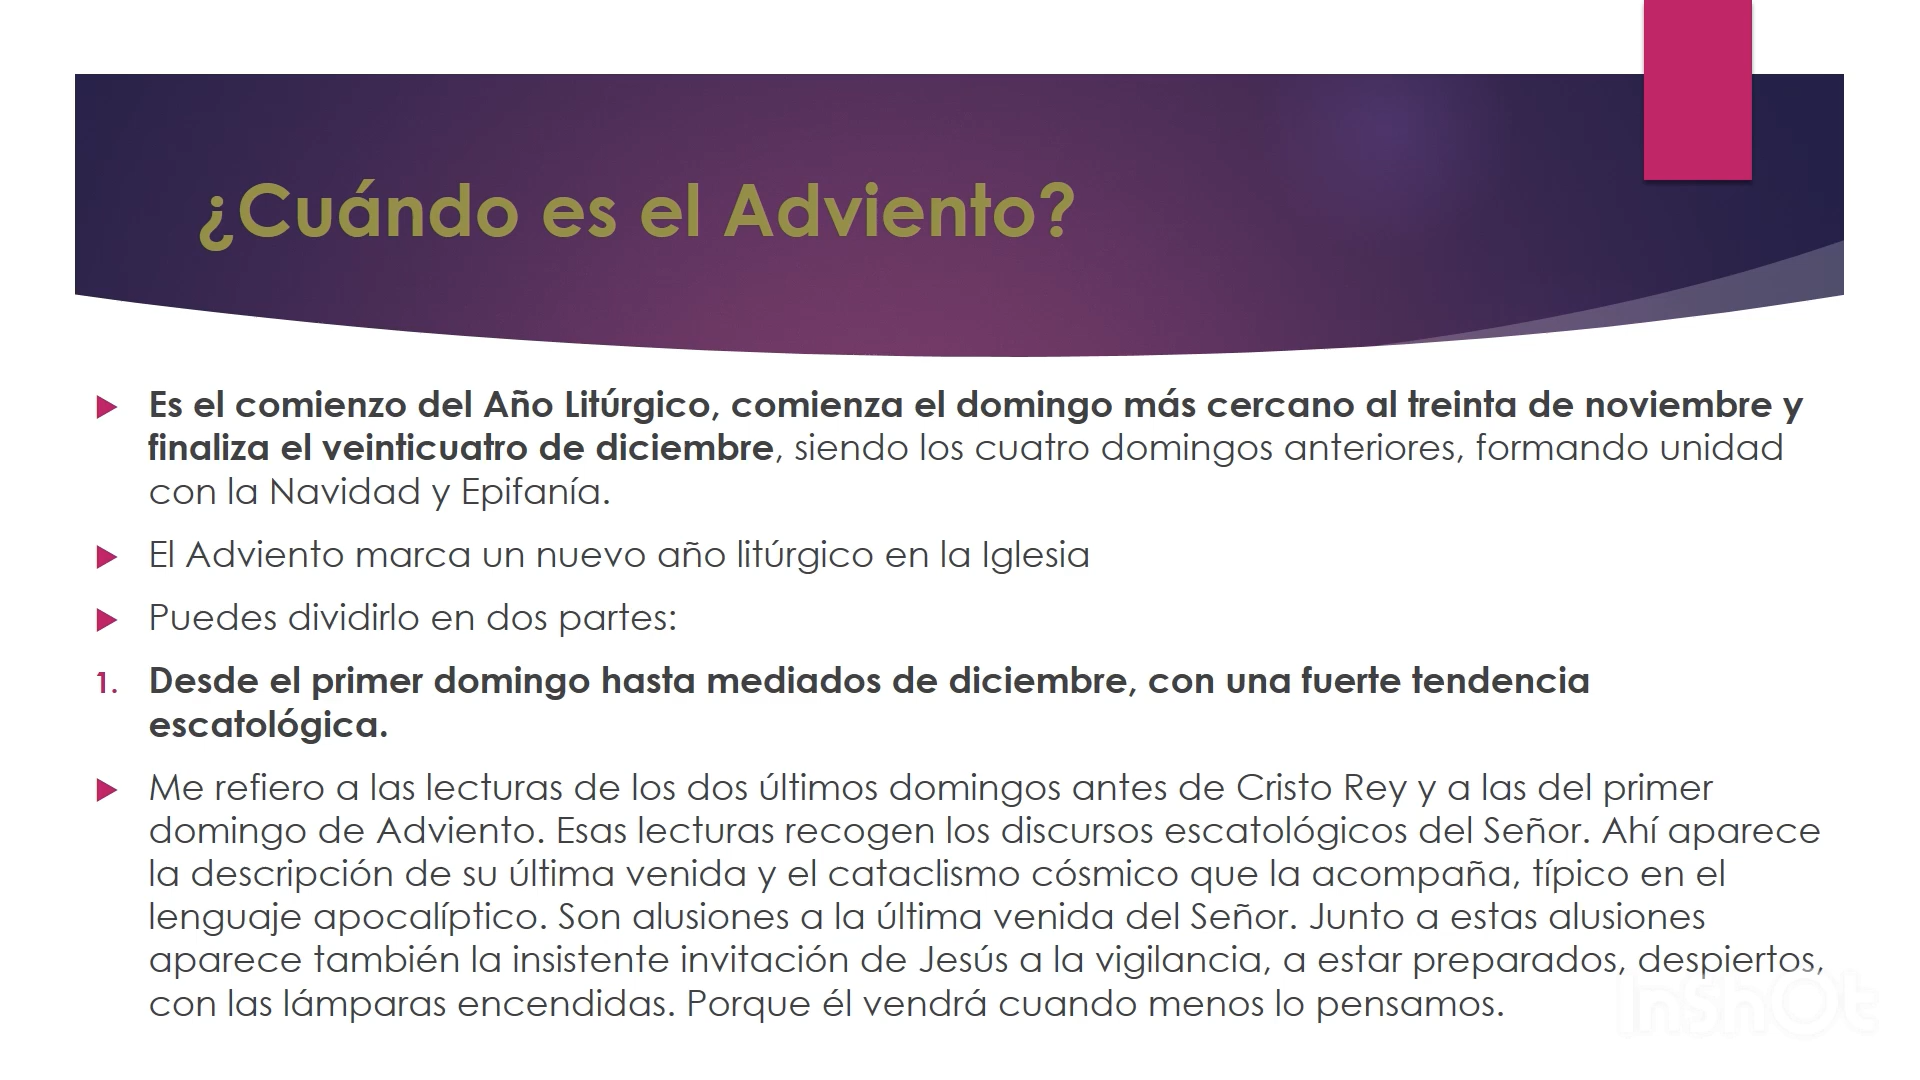 ¿Cuándo es el Adviento?
Es el comienzo del Año Litúrgico, comienza el domingo más cercano al treinta de noviembre y
finaliza el veinticuatro de diciembre, siendo los cuatro domingos anteriores, formando unidad
con la Navidad y Epifanía.
El Adviento marca un nuevo año litúrgico en la Iglesia
Puedes dividirlo en dos partes:
1. Desde el primer domingo hasta mediados de diciembre, con una fuerte tendencia
escatológica.
Me refiero a las lecturas de los dos últimos domingos antes de Cristo Rey y a las del primer
domingo de Adviento. Esas lecturas recogen los discursos escatológicos del Señor. Ahí aparece
la descripción de su última venida y el cataclismo cósmico que la acompaña, típico en el
lenguaje apocalíptico. Son alusiones a la última venida del Señor. Junto a estas alusiones
aparece también la insistente invitación de Jesús a la vigilancia, a estar preparados, despiertos,
con las lámparas encendidas. Porque él vendrá cuando menos lo pensamos.
InShOt